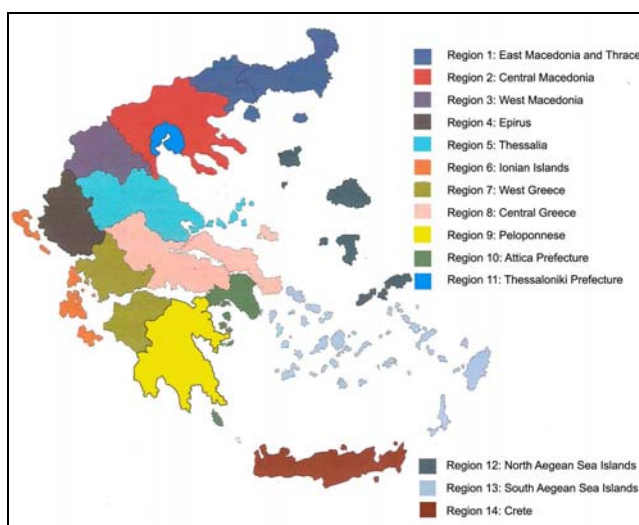 Region 1: East Macedonia and Thrace
Region 2: Central Macedonia
Region 3: West Macedonia
Region 4: Epirus
Region 5: Thessalia
Region 6: Ionian Islands
Region 7: West Greece
Region 8: Central Greece
Region 9: Peloponnese
Region 10: Attica Prefecture
Region 11: Thessaloniki Prefecture
Region 12: North Aegean Sea Islands
Region 13: South Aegean Sea Islands
Region 14: Crete